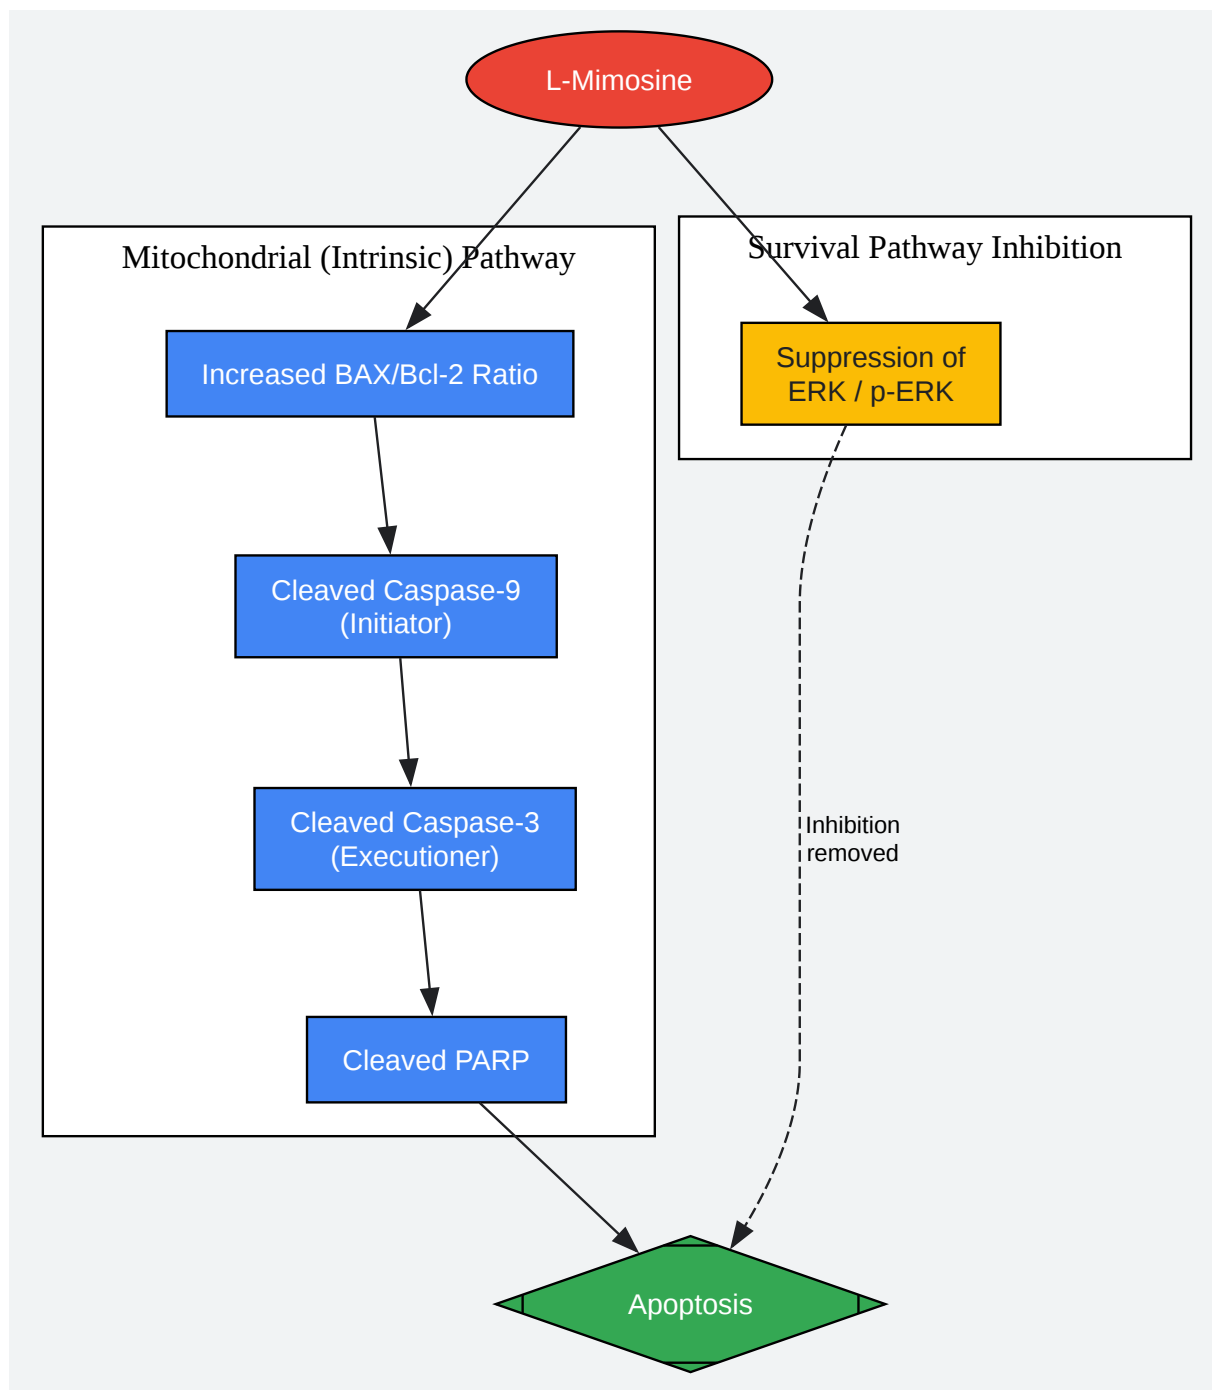 L-Mimosine
Mitochondrial (Intrinsic) Pathway
Increased BAX/Bcl-2 Ratio
Cleaved Caspase-9
(Initiator)
Cleaved Caspase-3
(Executioner)
Cleaved PARP
Survival Pathway Inhibition
Suppression of
ERK / p-ERK
Inhibition
removed
Apoptosis